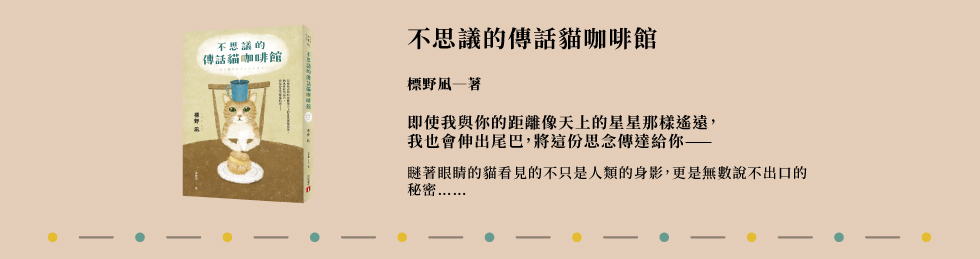 不思議的
傳話貓咖啡館
標野 凪
不思議的傳話貓咖啡館
不思議的傳話貓咖啡館
標野凪─著
即使我與你的距離像天上的星星那樣遙遠，
我也會伸出尾巴，將這份思念傳達給你──
瞇著眼睛的貓看見的不只是人類的身影，更是無數說不出口的
秘密……